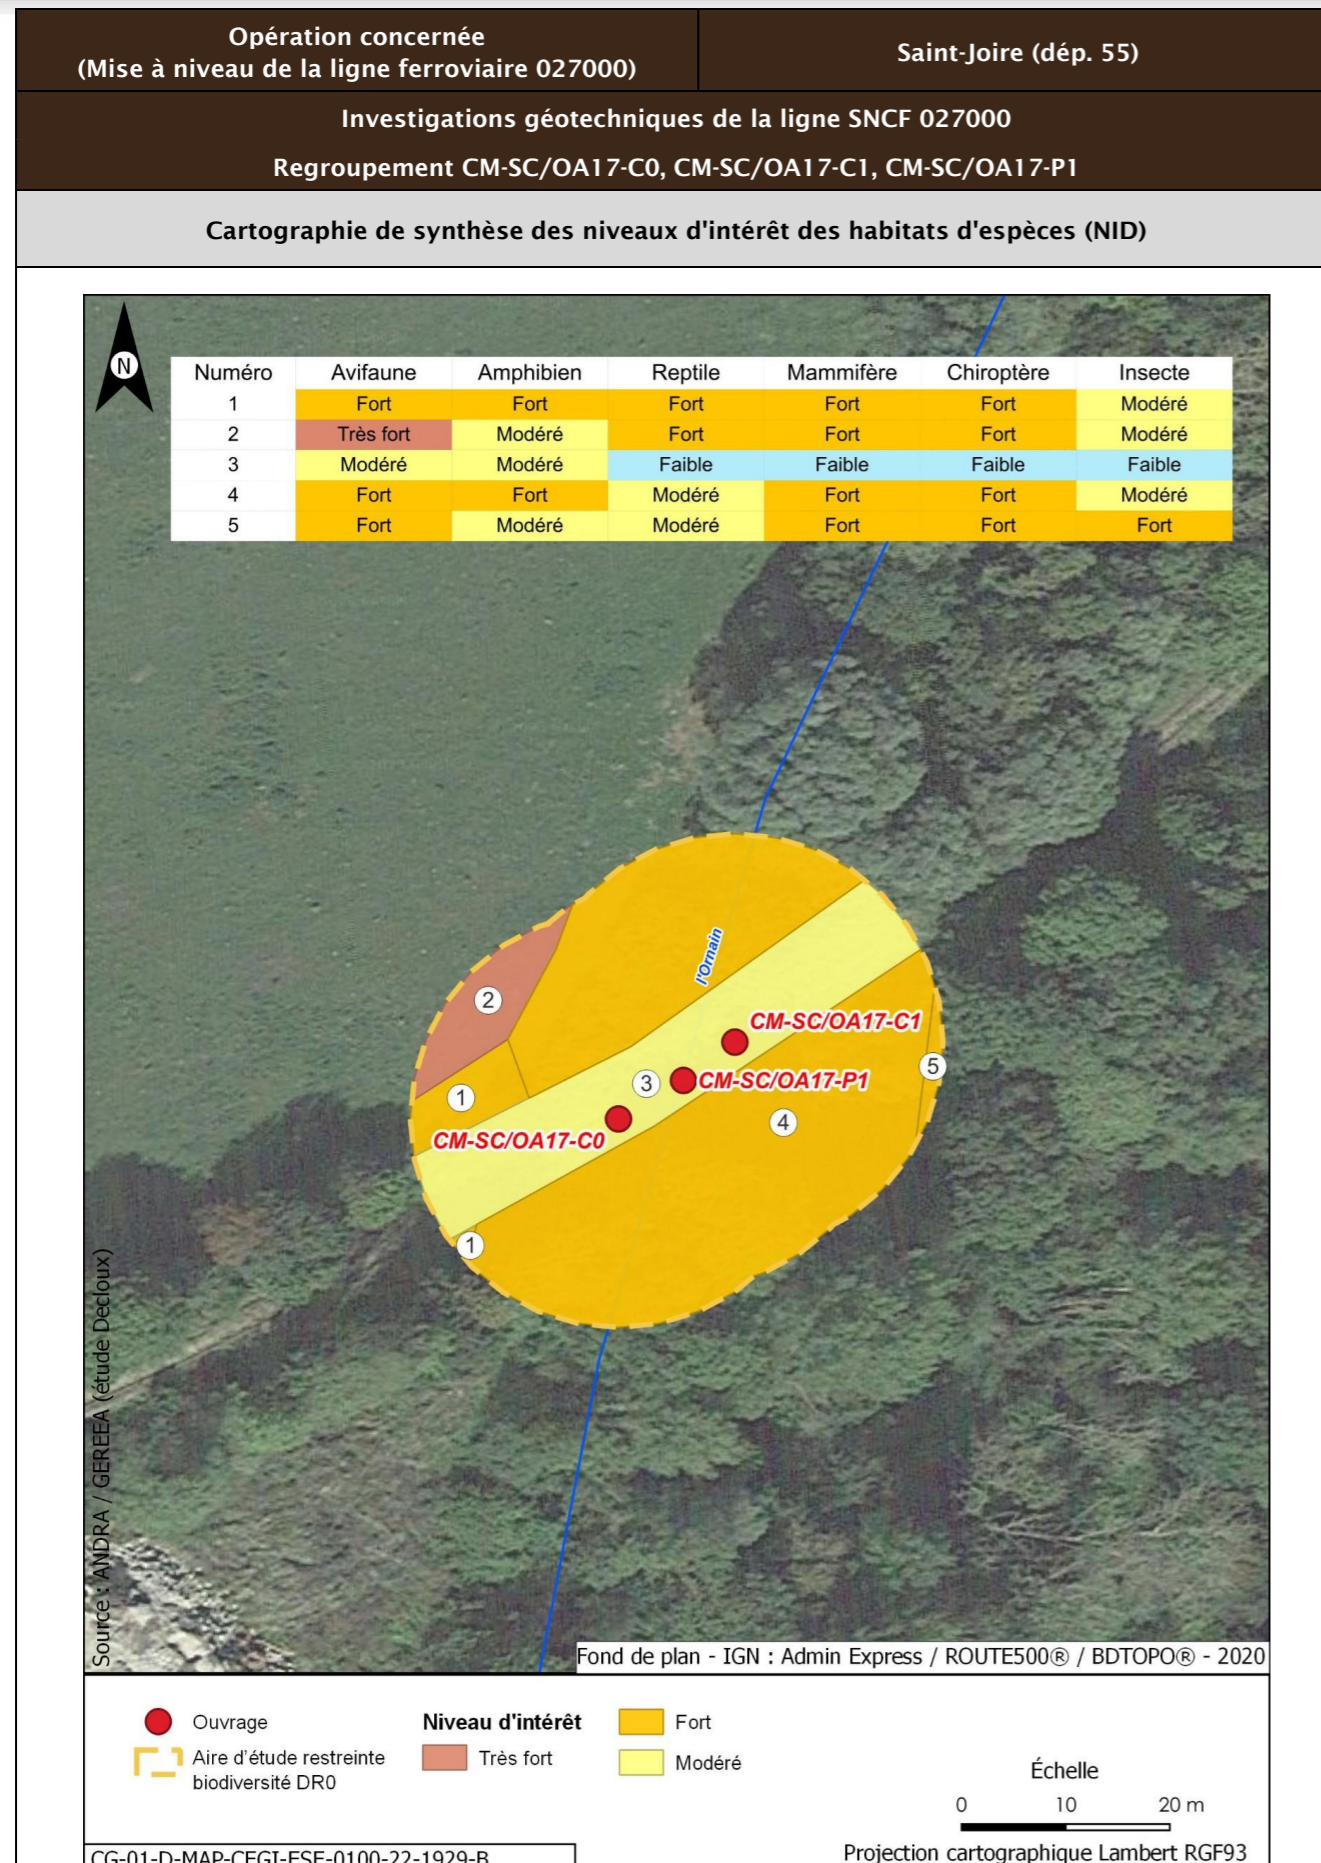 Opération concernée
(Mise à niveau de la ligne ferroviaire 027000)
Saint-Joire (dép. 55)
Investigations géotechniques de la ligne SNCF 027000
Regroupement CM-SC/OA17-C0, CM-SC/OA17-C1, CM-SC/OA17-P1
Cartographie de synthèse des niveaux d'intérêt des habitats d'espèces (NID)
N
Numéro Avifaune Amphibien Reptile Mammifère Chiroptère Insecte
1 Fort Fort Fort Fort Fort Modéré
2 Très fort Modéré Fort Fort Fort Modéré
3 Modéré Modéré Faible Faible Faible Faible
4 Fort Fort Modéré Fort Fort Modéré
5 Fort Modéré Modéré Fort Fort Fort
l'Ornain
2
CM-SC/OA17-C1
5
3
CM-SC/OA17-P1
1
4
CM-SC/OA17-C0
1
Source : ANDRA / GEREEA (étude Decloux)
Fond de plan - IGN : Admin Express / ROUTE500® / BDTOPO® - 2020
Ouvrage
Aire d'étude restreinte
biodiversité DR0
Niveau d'intérêt
Très fort
Fort
Modéré
Échelle
0 10 20 m
Projection cartographique Lambert RGF93
CG-01-D-MAP-CEGI-ESE-0100-22-1929-B